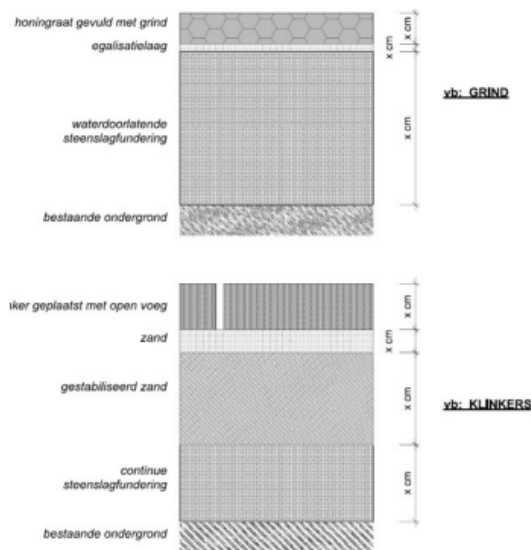 honingraat gevuld met grind
x cm
egalisatielaag
x cm
vb: GRIND
waterdoorlatende
steenslagfundering
x cm
bestaande ondergrond
ker geplaatst met open voeg
x cm
zand
x cm
gestabiliseerd zand
x cm
vb: KLINKERS
continue
steenslagfundering
x cm
bestaande ondergrond